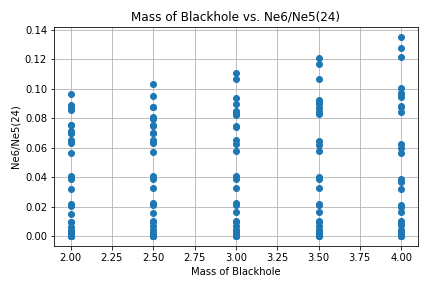 Mass of Blackhole vs. Ne6/Ne5(24)
Ne6/Ne5(24)
0.14
0.12
0.10
0.08
0.06
0.04
0.02
0.00
2.00 2.25 2.50 2.75 3.00 3.25 3.50 3.75 4.00
Mass of Blackhole